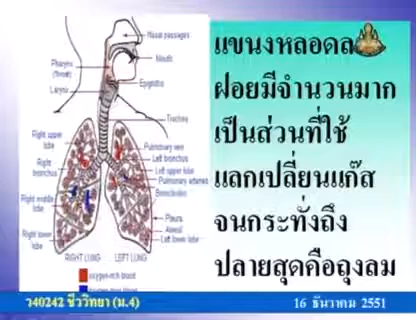 Nasal passages
Mouth
Pharynx
(throat)
Epiglottis
Larynx
Trachea
Right upper
lobe
Pulmonary vein
Left bronchus
Right
bronchus
Left upper lobe
Pulmonary arteries
Bronchioles
Right middle
lobe
Pleura
Alveoli
Right lower
lobe
Left lower lobe
RIGHT LUNG LEFT LUNG
oxygen-rich blood
แขนงหลอดล
ฝอยมีจำนวนมาก
เป็นส่วนที่ใช้
แลกเปลี่ยนแก๊ส
จนกระทั่งถึง
ปลายสุดคือถุงลม
ว40242 ชีววิทยา (ม.4)
16 ธันวาคม 2551